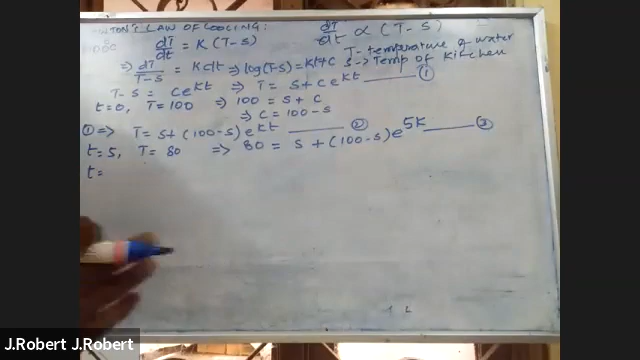 WTON'S LAW OF COOLING: dT/dt ∝ (T-S)
dT/dt = K(T-S) T-temperature of water
⇒ dT/T-S = Kdt ⇒ log(T-S)=Kt+C S→Temp of Kitchen
T-S = Ce^Kt ⇒ T = S+Ce^Kt ①
t=0, T=100 ⇒ 100 = S+C
⇒ C = 100-S
① ⇒ T = S+(100-S)e^Kt ②
t=5, T=80 ⇒ 80 = S+(100-S)e^5K ③
t=
J.Robert J.Robert